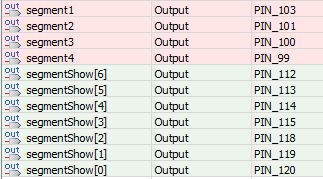 out segment1 Output PIN_103
out segment2 Output PIN_101
out segment3 Output PIN_100
out segment4 Output PIN_99
out segmentShow[6] Output PIN_112
out segmentShow[5] Output PIN_113
out segmentShow[4] Output PIN_114
out segmentShow[3] Output PIN_115
out segmentShow[2] Output PIN_118
out segmentShow[1] Output PIN_119
out segmentShow[0] Output PIN_120